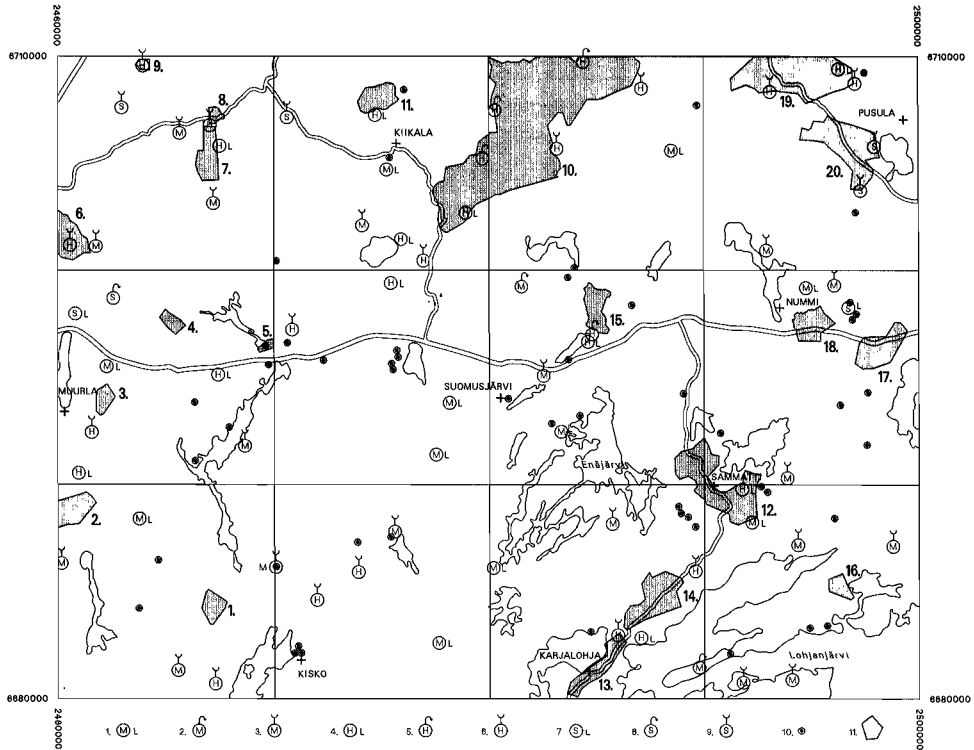 2460000
2500000
6710000
6710000
9.
S
M
8.
S
H L
7.
M
11.
H L
KIIKALA
M L
10.
H
H
H
H
H
H L
M L
19.
H
H
H
PUSULA
20.
S
S
6.
H
M
M
H L
H
H L
M
M
M L
M
NUMMI
S L
S
S L
4.
5.
H
15.
H
H
18.
17.
M L
H L
M
MUURLA
3.
SUOMUSJÄRVI
M L
H
M
M
M L
H L
Enäjärvi
SAMMATTI
H L
M
12.
M L
2.
M L
M
M
M
M
M
M
M
H L
M L
H
16.
1.
H
14.
M L
KARJALOHJA
H
H L
M
H
KISKO
13.
M
M
M
Lohjanjärvi
6680000
6680000
2460000
2500000
1. M L 2. M 3. M 4. H L 5. H 6. H 7 S L 8. S 9. S 10. 11.